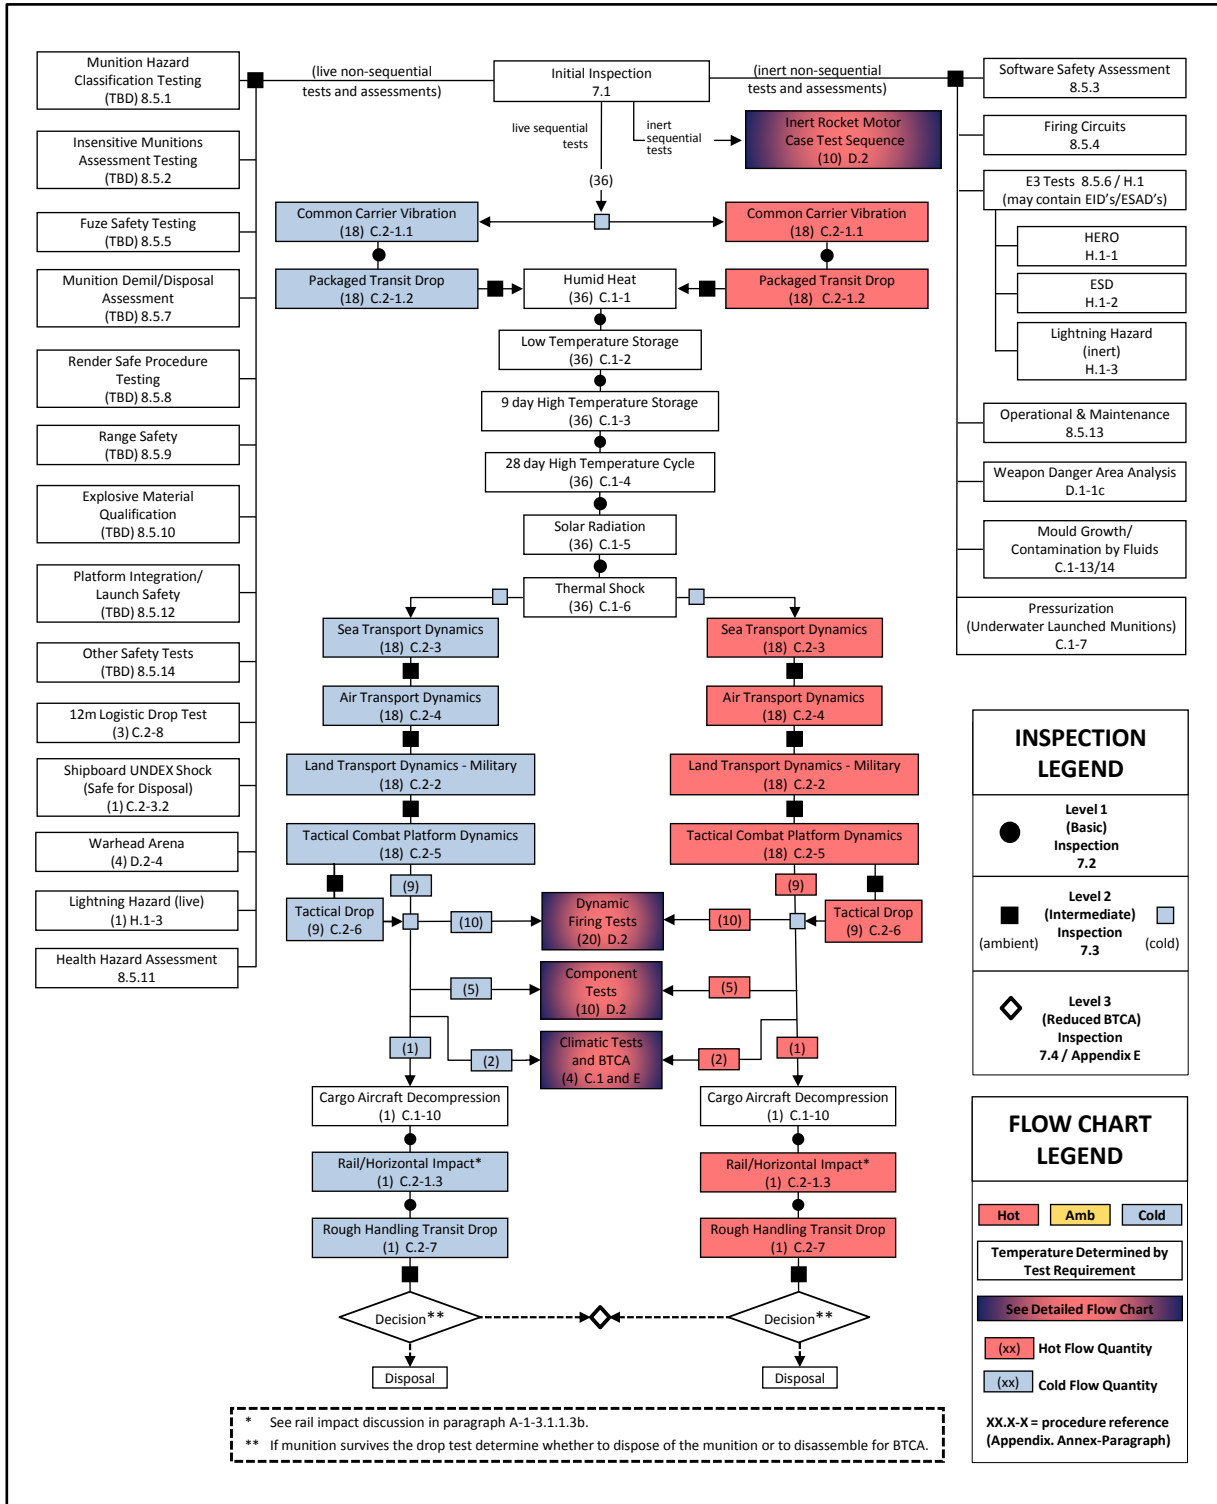 Munition Hazard
Classification Testing
(TBD) 8.5.1
Insensitive Munitions
Assessment Testing
(TBD) 8.5.2
Fuze Safety Testing
(TBD) 8.5.5
Munition Demil/Disposal
Assessment
(TBD) 8.5.7
Render Safe Procedure
Testing
(TBD) 8.5.8
Range Safety
(TBD) 8.5.9
Explosive Material
Qualification
(TBD) 8.5.10
Platform Integration/
Launch Safety
(TBD) 8.5.12
Other Safety Tests
(TBD) 8.5.14
12m Logistic Drop Test
(3) C.2-8
Shipboard UNDEX Shock
(Safe for Disposal)
(1) C.2-3.2
Warhead Arena
(4) D.2-4
Lightning Hazard (live)
(1) H.1-3
Health Hazard Assessment
8.5.11
(live non-sequential
tests and assessments)
Initial Inspection
7.1
(inert non-sequential
tests and assessments)
live sequential
tests
inert
sequential
tests
Inert Rocket Motor
Case Test Sequence
(10) D.2
(36)
Common Carrier Vibration
(18) C.2-1.1
Common Carrier Vibration
(18) C.2-1.1
Packaged Transit Drop
(18) C.2-1.2
Humid Heat
(36) C.1-1
Packaged Transit Drop
(18) C.2-1.2
Low Temperature Storage
(36) C.1-2
9 day High Temperature Storage
(36) C.1-3
28 day High Temperature Cycle
(36) C.1-4
Solar Radiation
(36) C.1-5
Thermal Shock
(36) C.1-6
Sea Transport Dynamics
(18) C.2-3
Sea Transport Dynamics
(18) C.2-3
Air Transport Dynamics
(18) C.2-4
Air Transport Dynamics
(18) C.2-4
Land Transport Dynamics - Military
(18) C.2-2
Land Transport Dynamics - Military
(18) C.2-2
Tactical Combat Platform Dynamics
(18) C.2-5
Tactical Combat Platform Dynamics
(18) C.2-5
(9)
(9)
Tactical Drop
(9) C.2-6
(10)
Dynamic
Firing Tests
(20) D.2
(10)
Tactical Drop
(9) C.2-6
(5)
Component
Tests
(10) D.2
(5)
(1)
(2)
Climatic Tests
and BTCA
(4) C.1 and E
(2)
(1)
Cargo Aircraft Decompression
(1) C.1-10
Cargo Aircraft Decompression
(1) C.1-10
Rail/Horizontal Impact*
(1) C.2-1.3
Rail/Horizontal Impact*
(1) C.2-1.3
Rough Handling Transit Drop
(1) C.2-7
Rough Handling Transit Drop
(1) C.2-7
Decision**
Decision**
Disposal
Disposal
* See rail impact discussion in paragraph A-1-3.1.1.3b.
** If munition survives the drop test determine whether to dispose of the munition or to disassemble for BTCA.
Software Safety Assessment
8.5.3
Firing Circuits
8.5.4
E3 Tests 8.5.6 / H.1
(may contain EID's/ESAD's)
HERO
H.1-1
ESD
H.1-2
Lightning Hazard
(inert)
H.1-3
Operational & Maintenance
8.5.13
Weapon Danger Area Analysis
D.1-1c
Mould Growth/
Contamination by Fluids
C.1-13/14
Pressurization
(Underwater Launched Munitions)
C.1-7
INSPECTION
LEGEND
Level 1
(Basic)
Inspection
7.2
Level 2
(Intermediate)
Inspection
7.3
(ambient)
(cold)
Level 3
(Reduced BTCA)
Inspection
7.4 / Appendix E
FLOW CHART
LEGEND
Hot
Amb
Cold
Temperature Determined by
Test Requirement
See Detailed Flow Chart
(xx) Hot Flow Quantity
(xx) Cold Flow Quantity
XX.X-X = procedure reference
(Appendix. Annex-Paragraph)